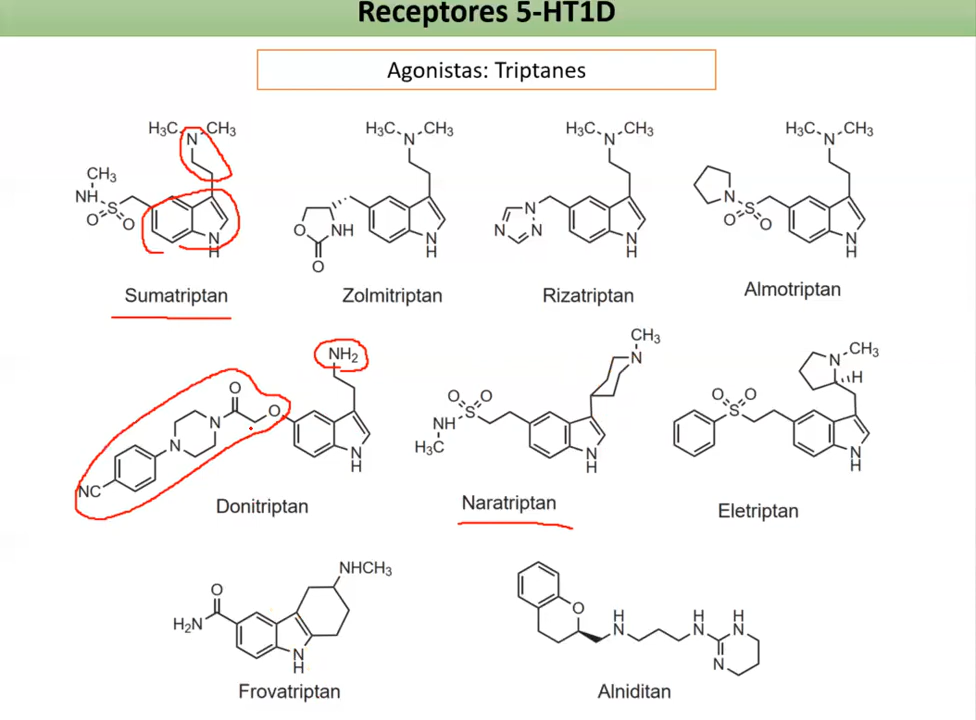 Receptores 5-HT1D
Agonistas: Triptanes
H₃C N CH₃
CH₃
NH
S
O O
N
H
Sumatriptan
H₃C N CH₃
O NH
O
N
H
Zolmitriptan
H₃C N CH₃
N
N N
N
H
Rizatriptan
H₃C N CH₃
N
S
O O
N
H
Almotriptan
NH₂
O
O
N
N
NC
N
H
Donitriptan
CH₃
N
O O
S
NH
H₃C
N
H
Naratriptan
N CH₃
H
O O
S
N
H
Eletriptan
NHCH₃
O
H₂N
N
H
Frovatriptan
O
H
N
H
N
H
N
N
Alniditan